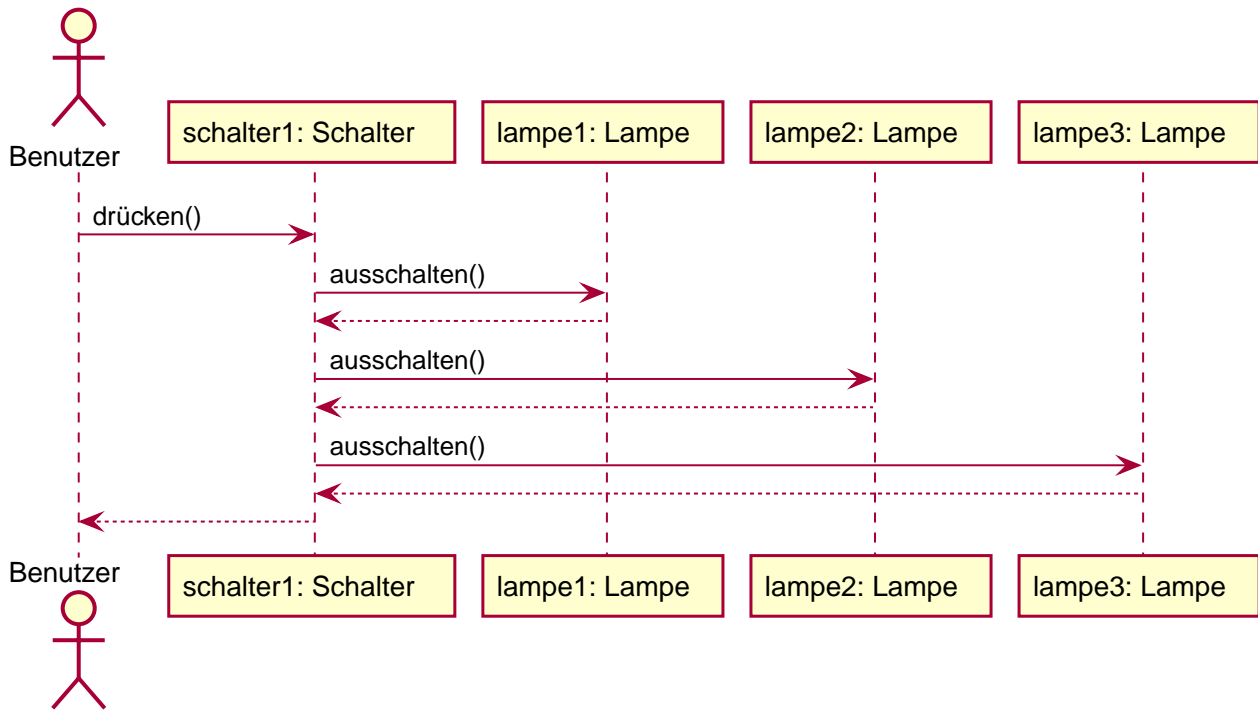 Benutzer
schalter1: Schalter
lampe1: Lampe
lampe2: Lampe
lampe3: Lampe
drücken()
ausschalten()
ausschalten()
ausschalten()
Benutzer
schalter1: Schalter
lampe1: Lampe
lampe2: Lampe
lampe3: Lampe